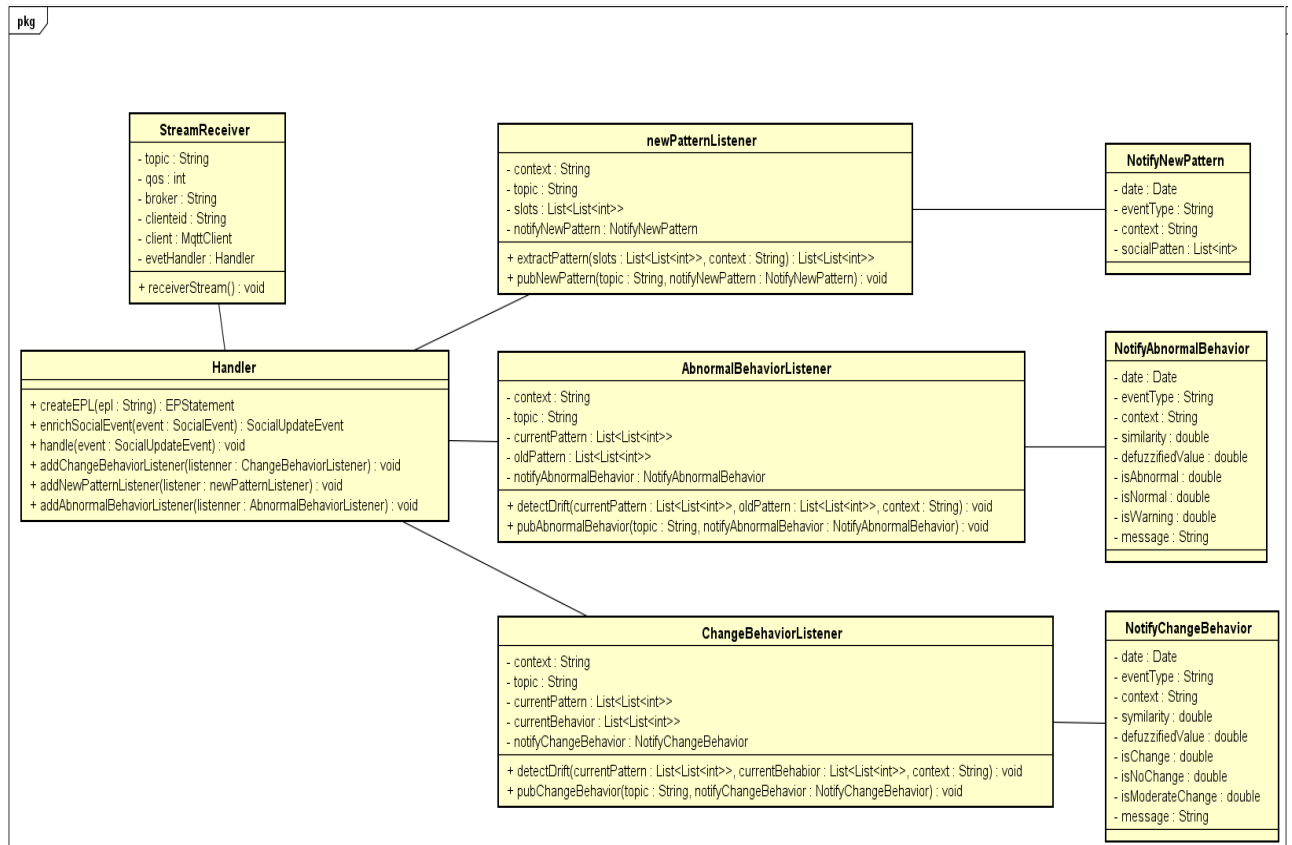 pkg
StreamReceiver
- topic : String
- qos : int
- broker : String
- clienteid : String
- client : MqttClient
- evetHandler : Handler
+ receiverStream() : void
Handler
+ createEPL(epl : String) : EPStatement
+ enrichSocialEvent(event : SocialEvent) : SocialUpdateEvent
+ handle(event : SocialUpdateEvent) : void
+ addChangeBehaviorListener(listenner : ChangeBehaviorListener) : void
+ addNewPatternListener(listener : newPatternListener) : void
+ addAbnormalBehaviorListener(listenner : AbnormalBehaviorListener) : void
newPatternListener
- context : String
- topic : String
- slots : List<List<int>>
- notifyNewPattern : NotifyNewPattern
+ extractPattern(slots : List<List<int>>, context : String) : List<List<int>>
+ pubNewPattern(topic : String, notifyNewPattern : NotifyNewPattern) : void
NotifyNewPattern
- date : Date
- eventType : String
- context : String
- socialPatten : List<int>
AbnormalBehaviorListener
- context : String
- topic : String
- currentPattern : List<List<int>>
- oldPattern : List<List<int>>
- notifyAbnormalBehavior : NotifyAbnormalBehavior
+ detectDrift(currentPattern : List<List<int>>, oldPattern : List<List<int>>, context : String) : void
+ pubAbnormalBehavior(topic : String, notifyAbnormalBehavior : NotifyAbnormalBehavior) : void
NotifyAbnormalBehavior
- date : Date
- eventType : String
- context : String
- similarity : double
- defuzzifiedValue : double
- isAbnormal : double
- isNormal : double
- isWarning : double
- message : String
ChangeBehaviorListener
- context : String
- topic : String
- currentPattern : List<List<int>>
- currentBehavior : List<List<int>>
- notifyChangeBehavior : NotifyChangeBehavior
+ detectDrift(currentPattern : List<List<int>>, currentBehabior : List<List<int>>, context : String) : void
+ pubChangeBehavior(topic : String, notifyChangeBehavior : NotifyChangeBehavior) : void
NotifyChangeBehavior
- date : Date
- eventType : String
- context : String
- symilarity : double
- defuzzifiedValue : double
- isChange : double
- isNoChange : double
- isModerateChange : double
- message : String